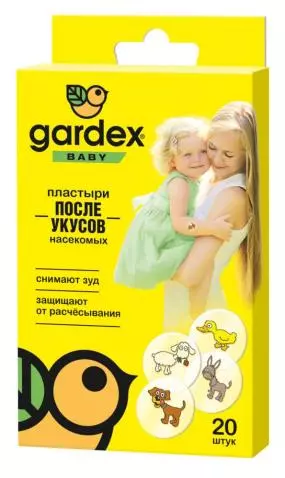 gardex®
BABY
пластыри
ПОСЛЕ
УКУСОВ
насекомых
снимают зуд
защищают
от расчёсывания
20
штук